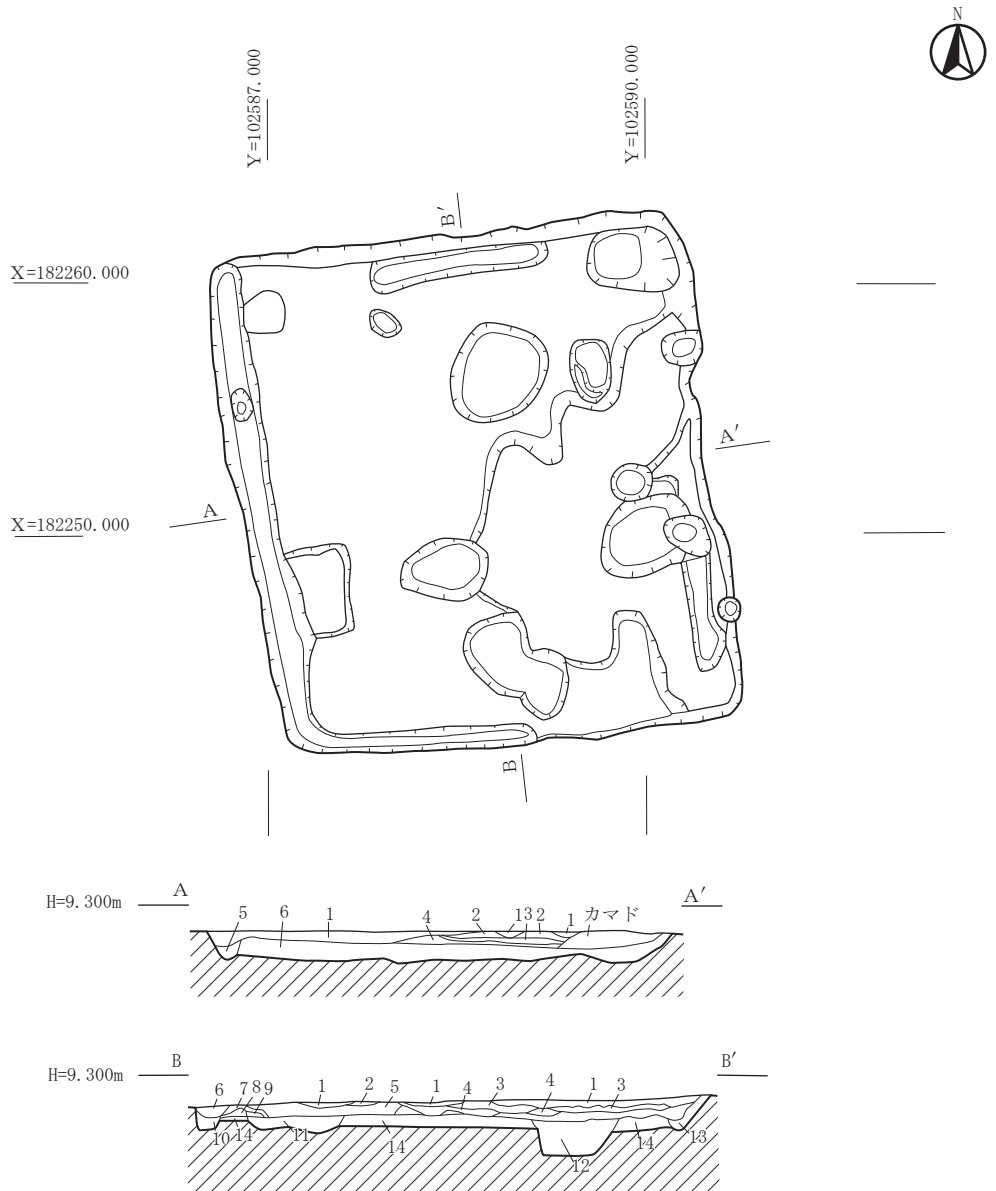 N
Y=102587.000
Y=102590.000
B′
X=182260.000
A′
A
X=182250.000
B
H=9.300m
A
A′
5 6 1 4 2 1 3 2 1 カマド
H=9.300m
B
B′
6 7 8 9 1 2 5 1 4 3 4 1 3
10 14 11 14 12 14 13